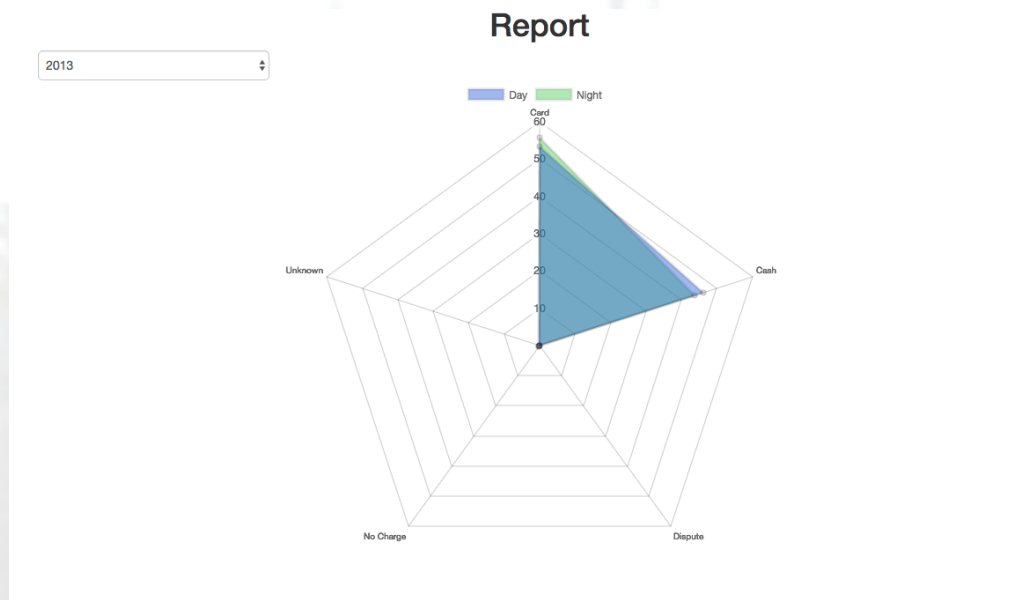 Report
2013
Day Night
Card
60
50
40
30
20
10
Unknown
Cash
No Charge
Dispute